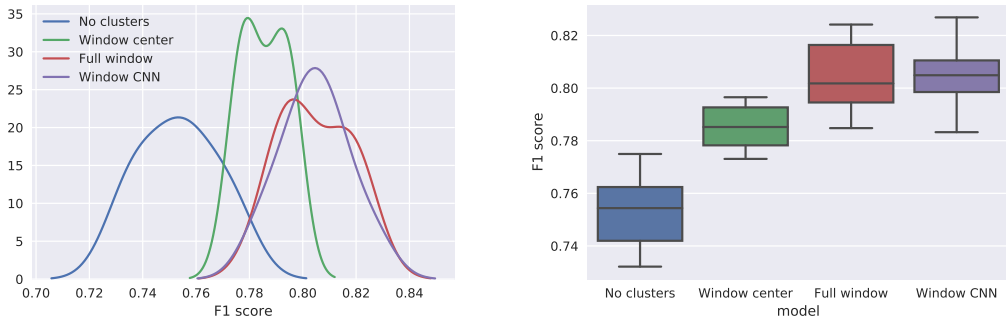 35
30
25
20
15
10
5
0
No clusters
Window center
Full window
Window CNN
0.70 0.72 0.74 0.76 0.78 0.80 0.82 0.84
F1 score
0.82
0.80
0.78
0.76
0.74
F1 score
No clusters Window center Full window Window CNN
model